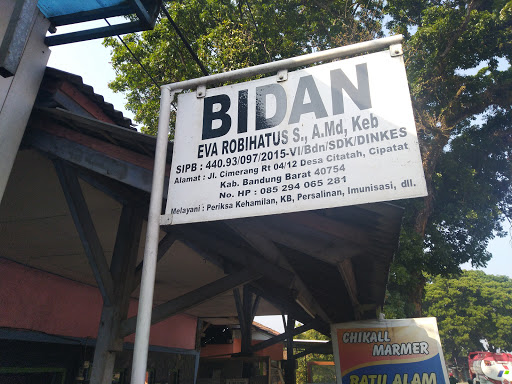 BIDAN
EVA ROBIHATUS S., A.Md, Keb
SIPB : 440.93/097/2015-VI/Bdn/SDK/DINKES
Alamat : Jl. Cimerang Rt 04/12 Desa Citatah, Cipatat
Kab. Bandung Barat 40754
No. HP : 085 294 065 281
Melayani : Periksa Kehamilan, KB, Persalinan, Imunisasi, dll.
CHIKALL
MARMER
BATU ALAM